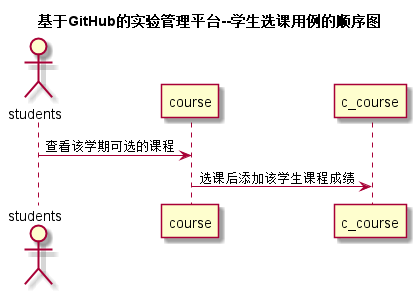 基于GitHub的实验管理平台--学生选课用例的顺序图
students
course
c_course
查看该学期可选的课程
选课后添加该学生课程成绩
students
course
c_course